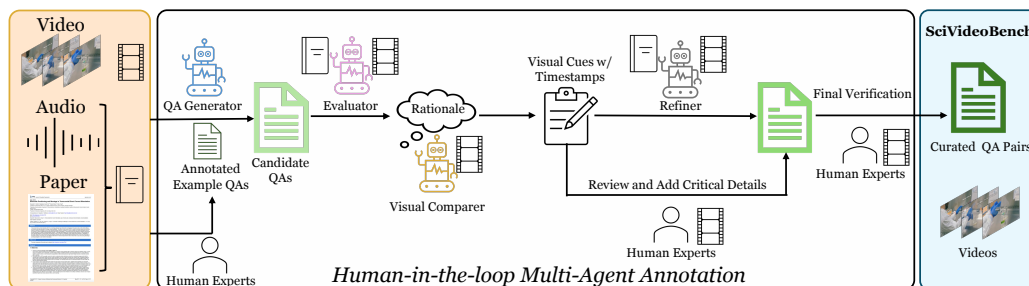 Video
Audio
Paper
QA Generator
Annotated
Example QAs
Human Experts
Candidate
QAs
Evaluator
Rationale
Visual Comparer
Visual Cues w/
Timestamps
Refiner
Review and Add Critical Details
Human Experts
Final Verification
Human Experts
Human-in-the-loop Multi-Agent Annotation
SciVideoBench
Curated QA Pairs
Videos